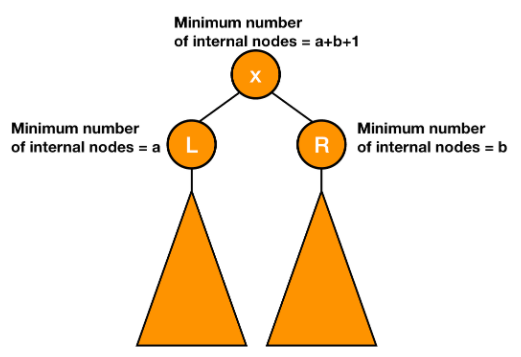 Minimum number
of internal nodes = a+b+1
x
Minimum number
of internal nodes = a
L
R
Minimum number
of internal nodes = b